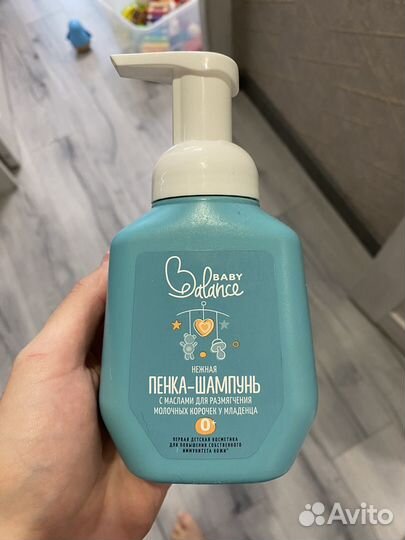 BABY
Balance
НЕЖНАЯ
ПЕНКА-ШАМПУНЬ
С МАСЛАМИ ДЛЯ РАЗМЯГЧЕНИЯ
МОЛОЧНЫХ КОРОЧЕК У МЛАДЕНЦА
0+
ПЕРВАЯ ДЕТСКАЯ КОСМЕТИКА
ДЛЯ ПОВЫШЕНИЯ СОБСТВЕННОГО
ИММУНИТЕТА КОЖИ*
Avito